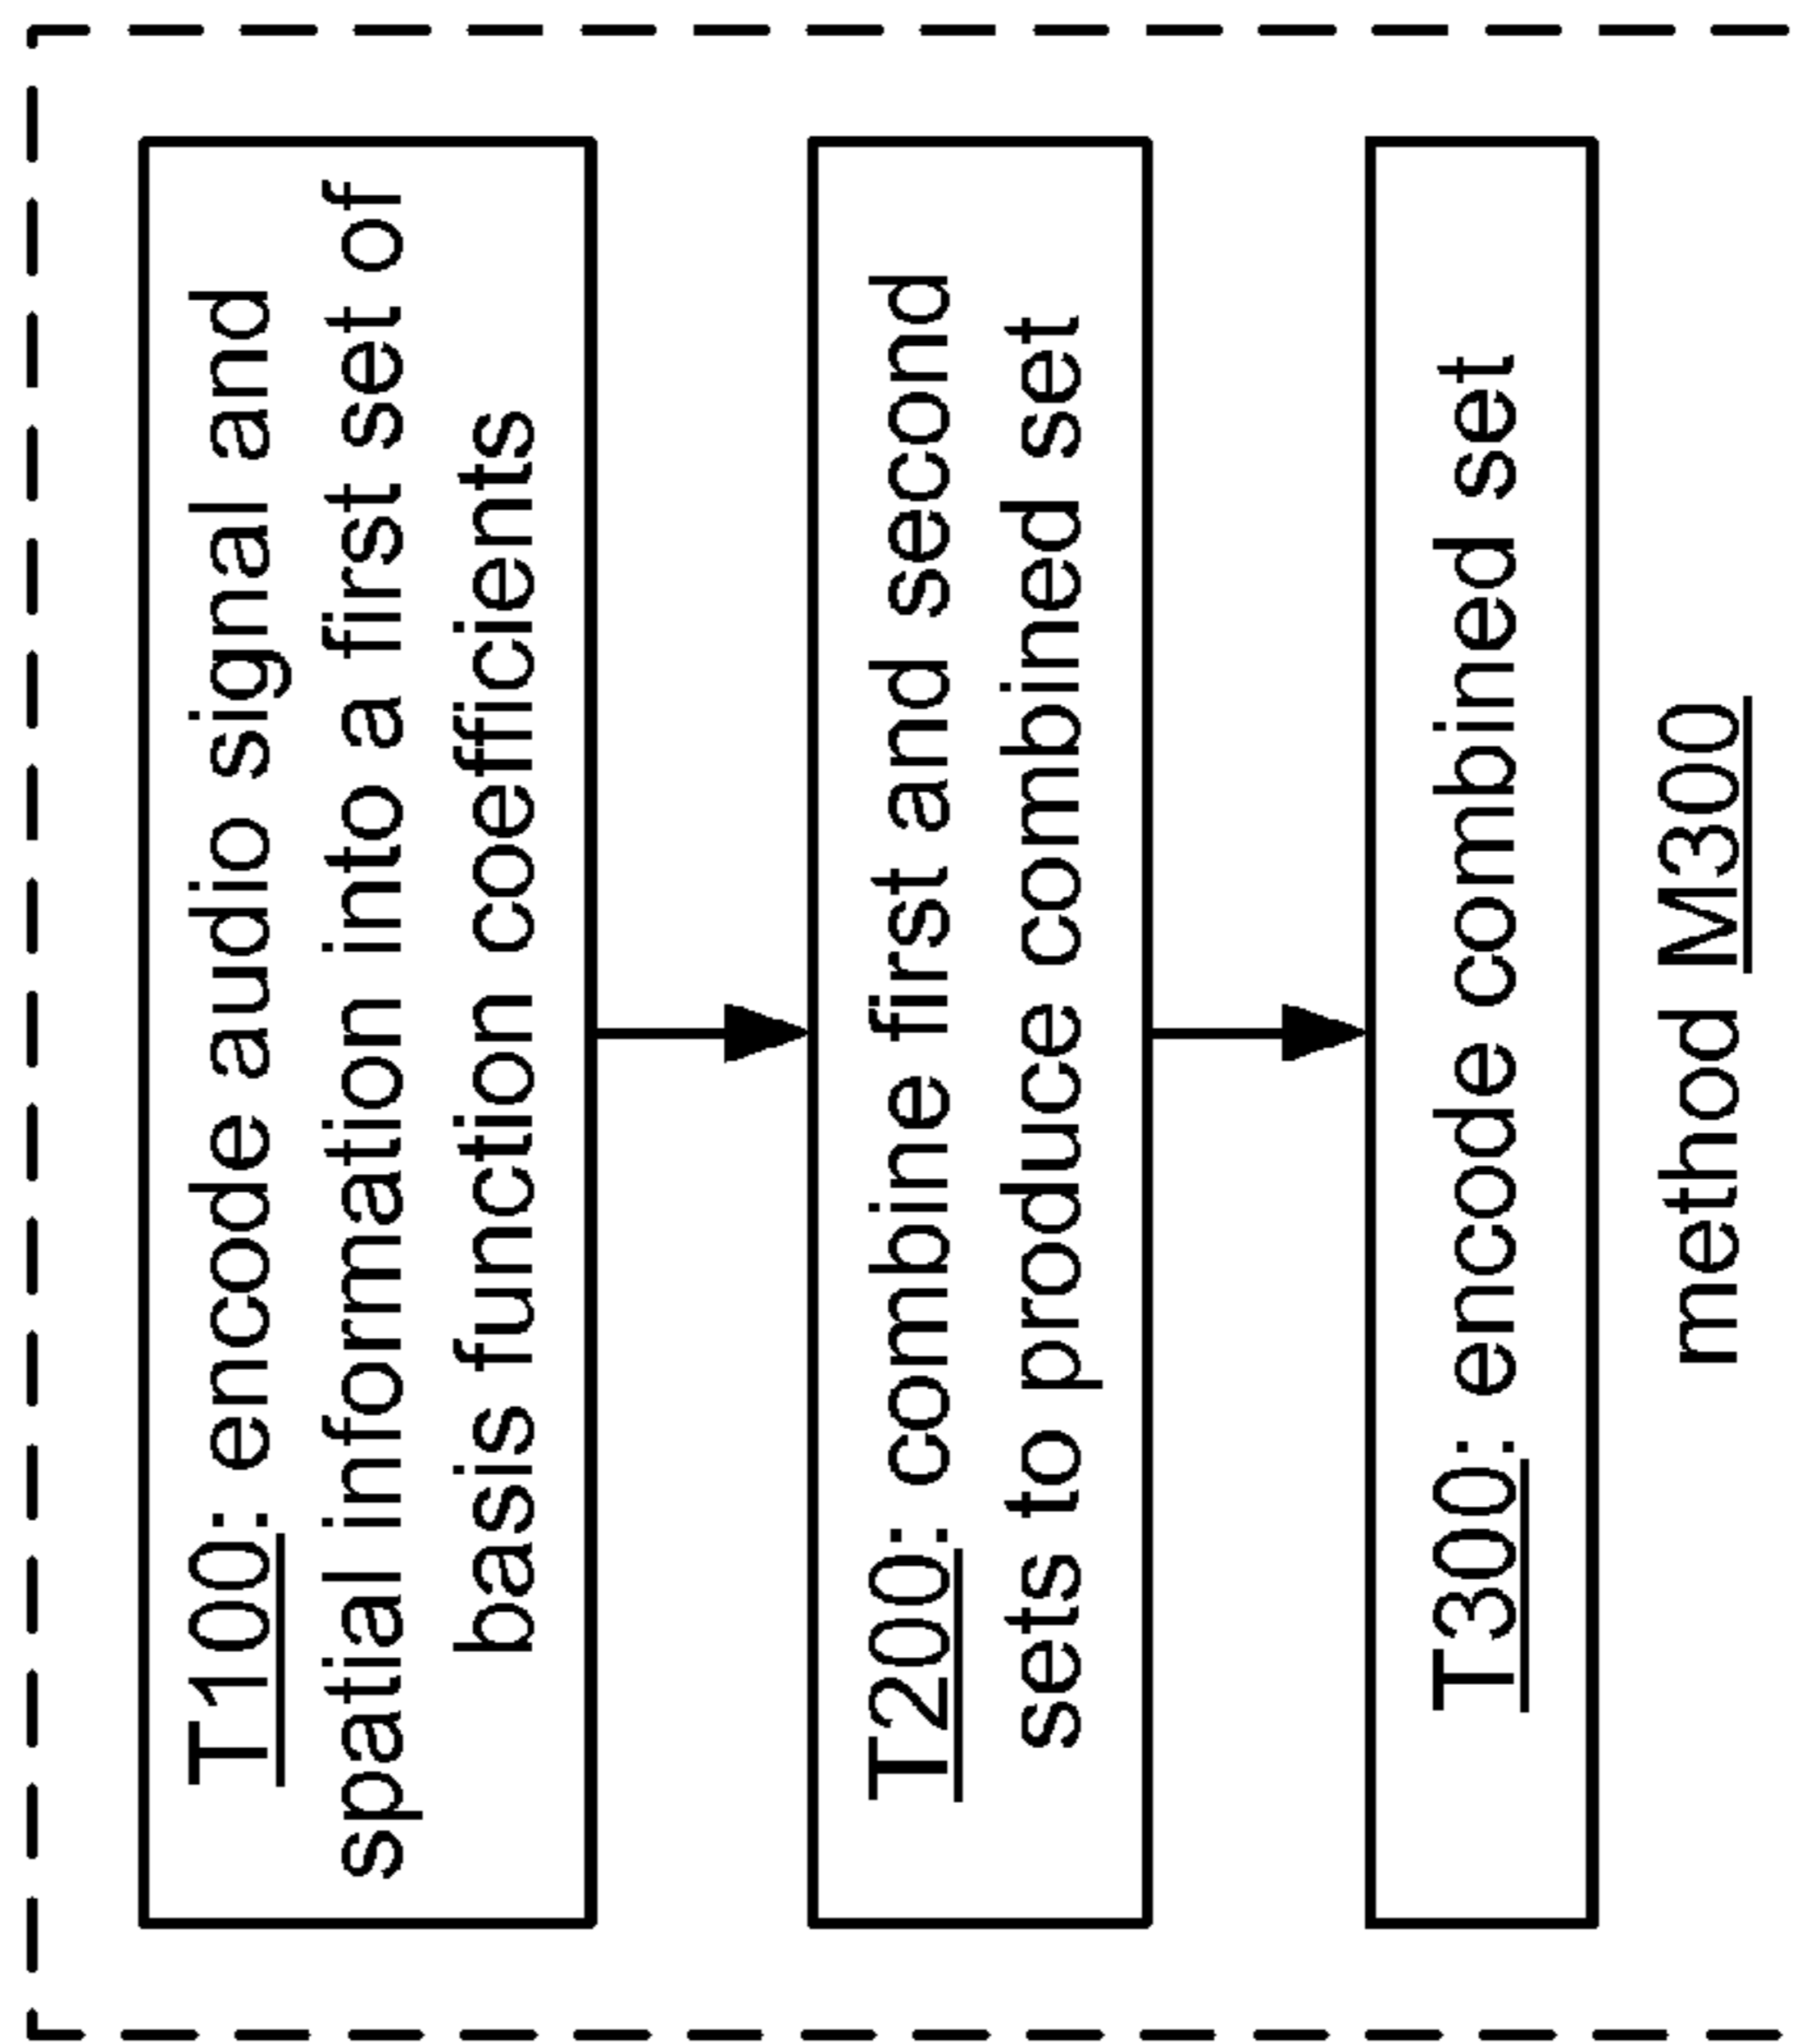 T100: encode audio signal and
spatial information into a first set of
basis function coefficients
T200: combine first and second
sets to produce combined set
T300: encode combined set
method M300